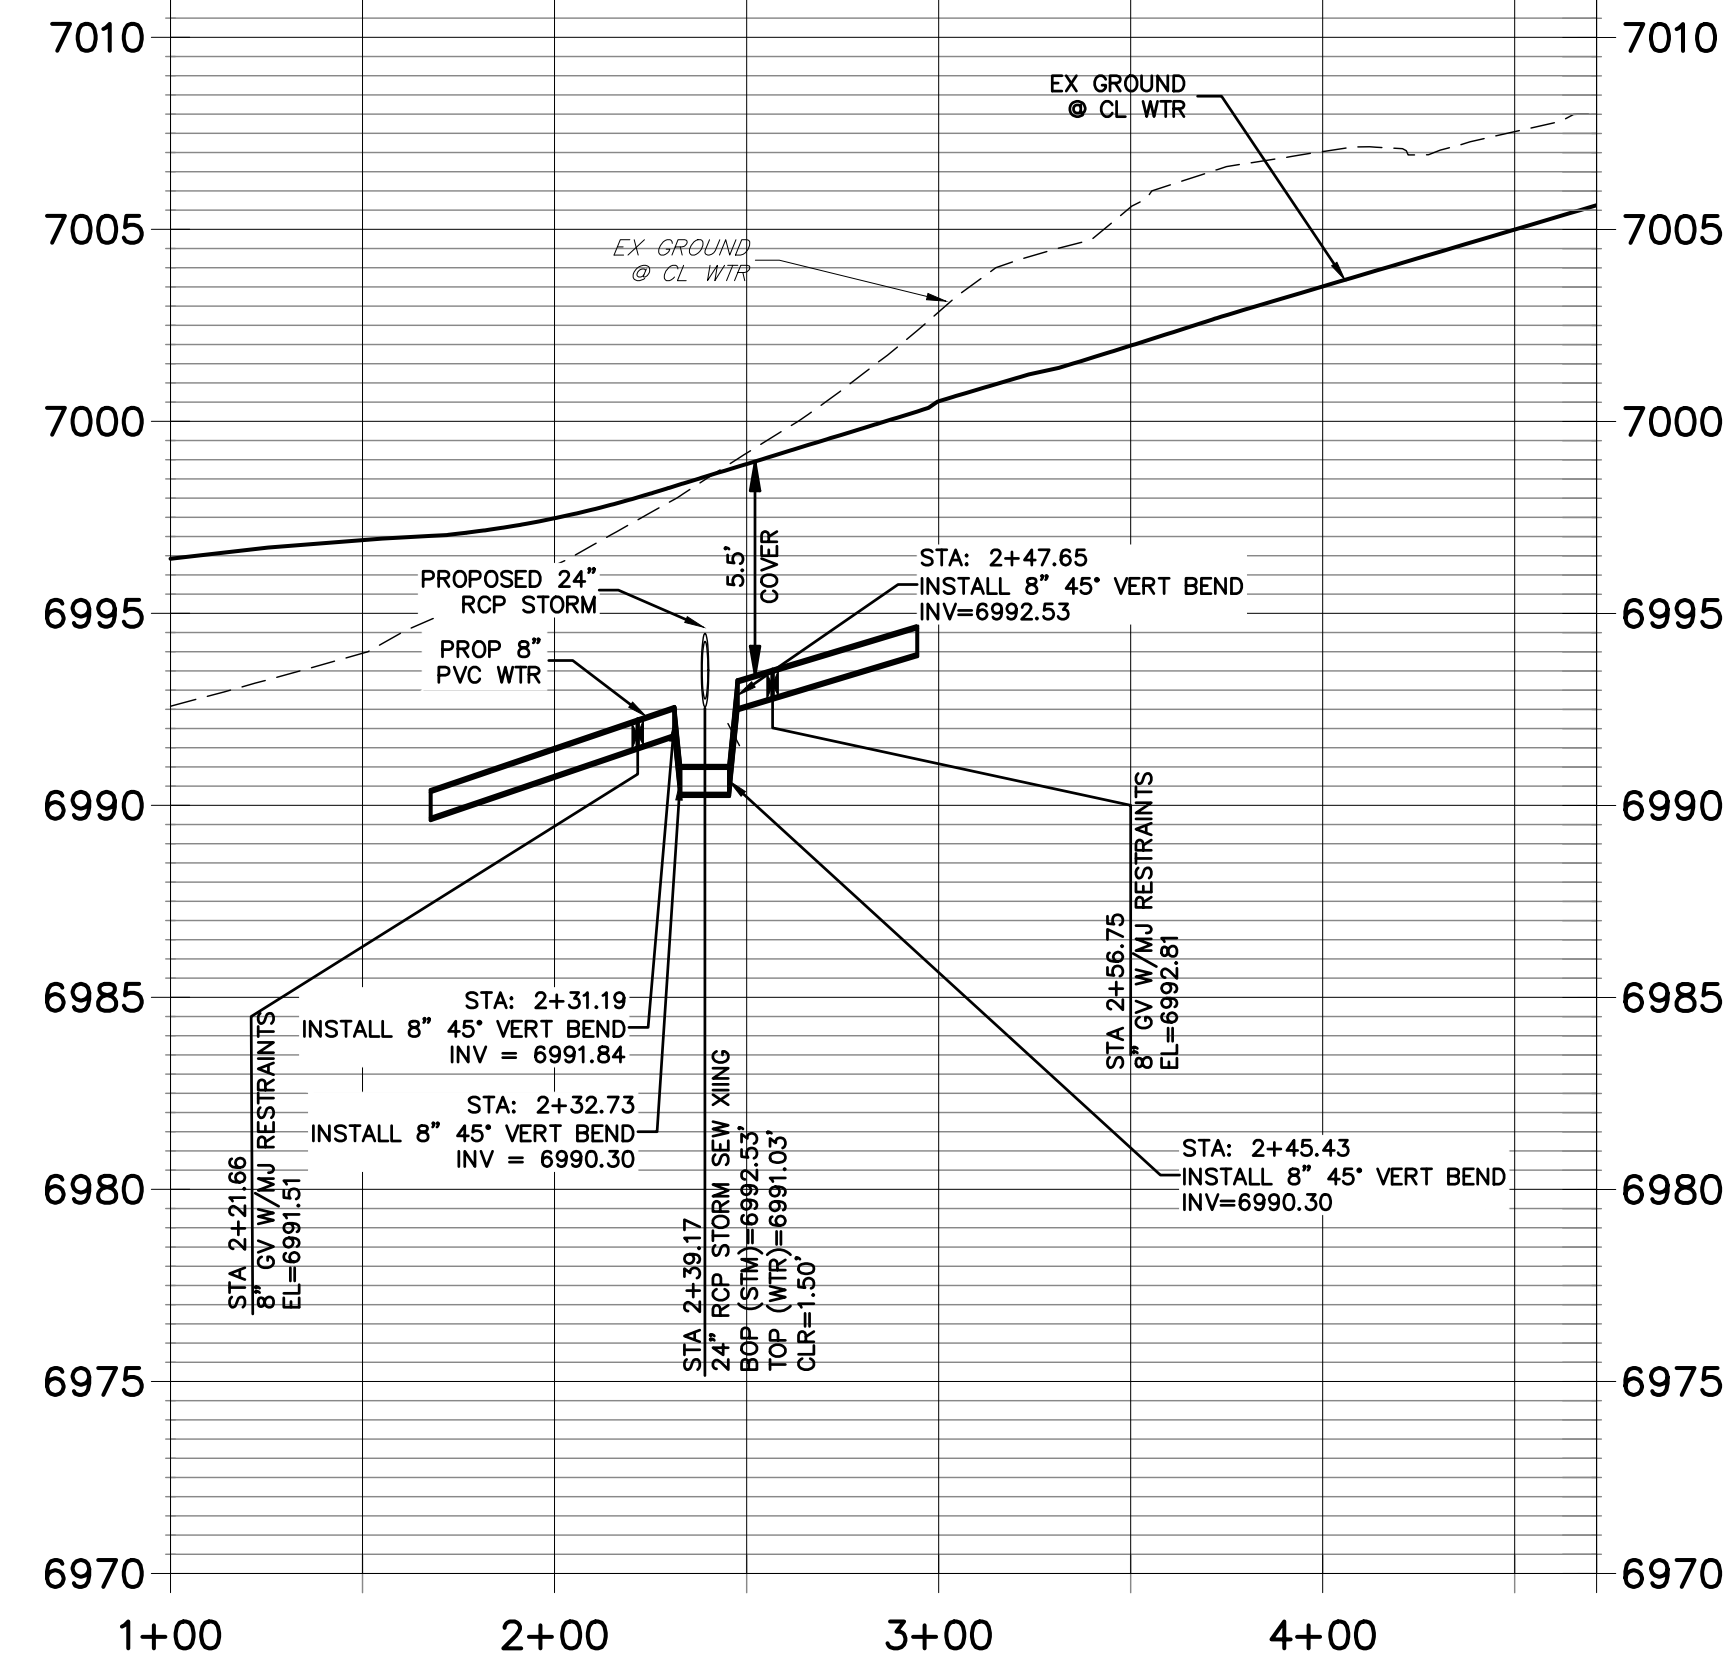 7010
7010
EX GROUND
@ CL WTR
7005
7005
EX GROUND
@ CL WTR
7000
7000
5.5'
COVER
STA: 2+47.65
INSTALL 8" 45° VERT BEND
INV=6992.53
PROPOSED 24"
RCP STORM
6995
6995
PROP 8"
PVC WTR
6990
6990
STA 2+56.75
8" GV W/MJ RESTRAINTS
EL=6992.81
6985
6985
STA: 2+31.19
INSTALL 8" 45° VERT BEND
INV = 6991.84
STA: 2+32.73
INSTALL 8" 45° VERT BEND
INV = 6990.30
STA 2+21.66
8" GV W/MJ RESTRAINTS
EL=6991.51
STA 2+39.17
24" RCP STORM SEW XIING
BOP (STM)=6992.53'
TOP (WTR)=6991.03'
CLR=1.50'
STA: 2+45.43
INSTALL 8" 45° VERT BEND
INV=6990.30
6980
6980
6975
6975
6970
6970
1+00
2+00
3+00
4+00